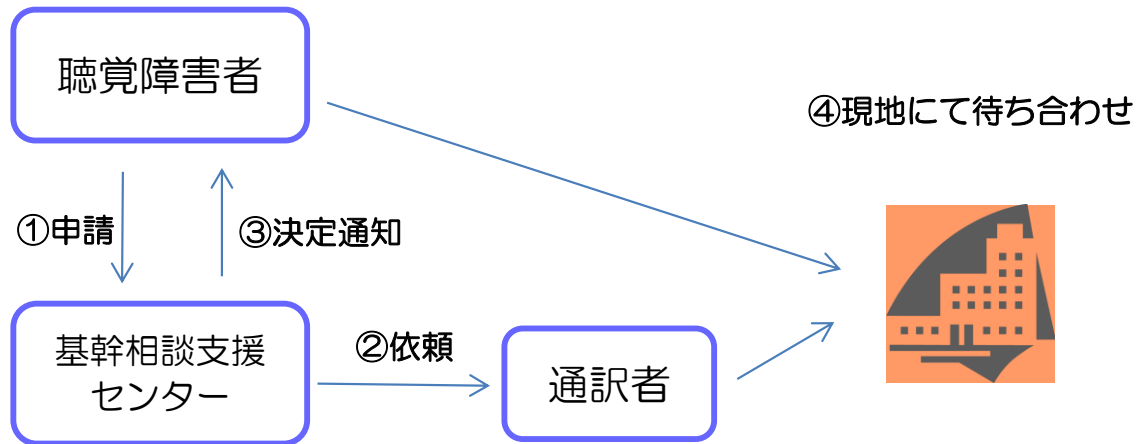 聴覚障害者
④現地にて待ち合わせ
①申請
③決定通知
基幹相談支援
センター
②依頼
通訳者